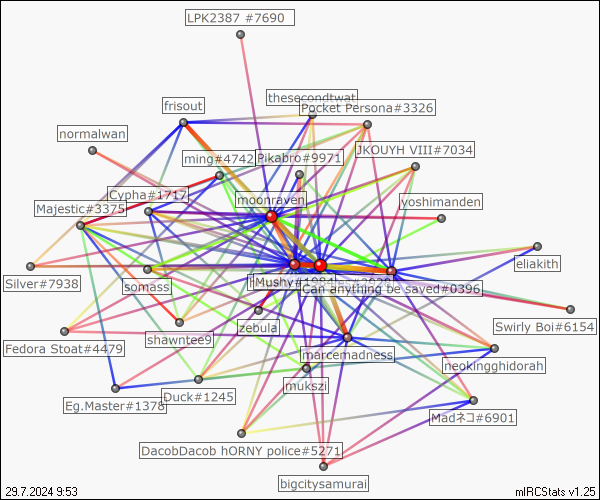 LPK2387 #7690
thesecondtwat
frisout
Pocket Persona#3326
normalwan
ming#4742
Pikabro#9971
JKOUYH VIII#7034
Cypha#1717
moonraven
Majestic#3375
yoshimanden
eliakith
Silver#7938
somass
Mushy#1984
Can anything be saved#0396
zebula
Swirly Boi#6154
shawntee9
Fedora Stoat#4479
marcemadness
neokingghidorah
mukszi
Eg.Master#1378
Duck#1245
Madネコ#6901
DacobDacob hORNY police#5271
bigcitysamurai
29.7.2024 9:53
mIRCStats v1.25